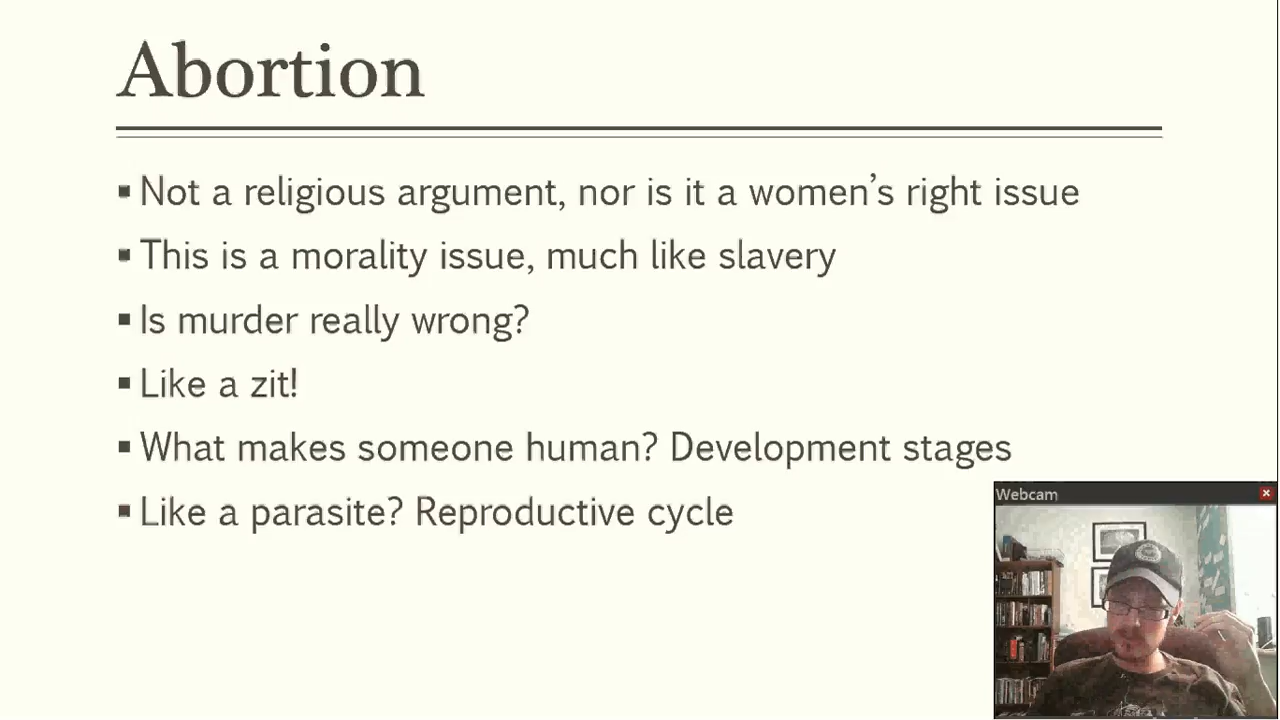 Abortion
Not a religious argument, nor is it a women's right issue
This is a morality issue, much like slavery
Is murder really wrong?
Like a zit!
What makes someone human? Development stages
Like a parasite? Reproductive cycle
Webcam